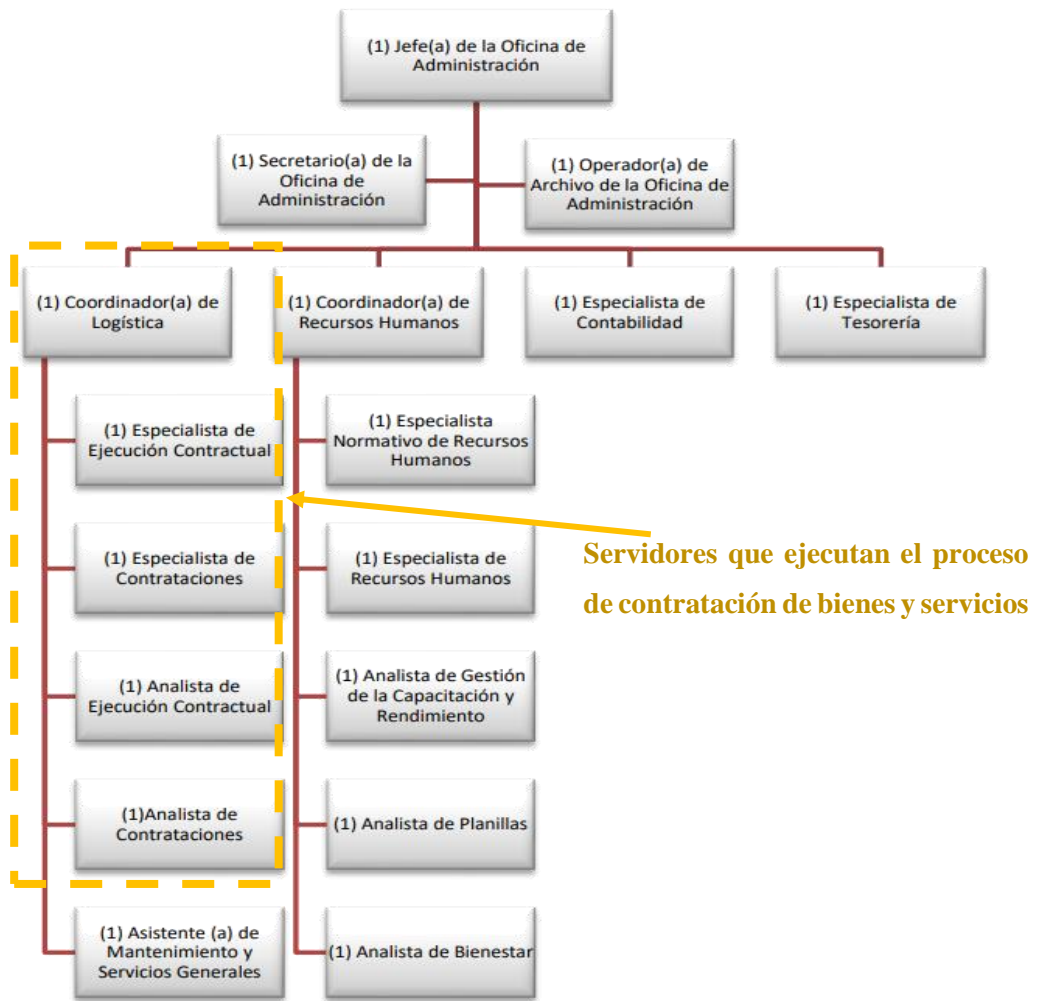 (1) Jefe(a) de la Oficina de
Administración
(1) Secretario(a) de la
Oficina de
Administración
(1) Operador(a) de
Archivo de la Oficina de
Administración
(1) Coordinador(a) de
Logística
(1) Coordinador(a) de
Recursos Humanos
(1) Especialista de
Contabilidad
(1) Especialista de
Tesorería
(1) Especialista de
Ejecución Contractual
(1) Especialista
Normativo de Recursos
Humanos
(1) Especialista de
Contrataciones
(1) Especialista de
Recursos Humanos
Servidores que ejecutan el proceso
de contratación de bienes y servicios
(1) Analista de
Ejecución Contractual
(1) Analista de Gestión
de la Capacitación y
Rendimiento
(1)Analista de
Contrataciones
(1) Analista de Planillas
(1) Asistente (a) de
Mantenimiento y
Servicios Generales
(1) Analista de Bienestar